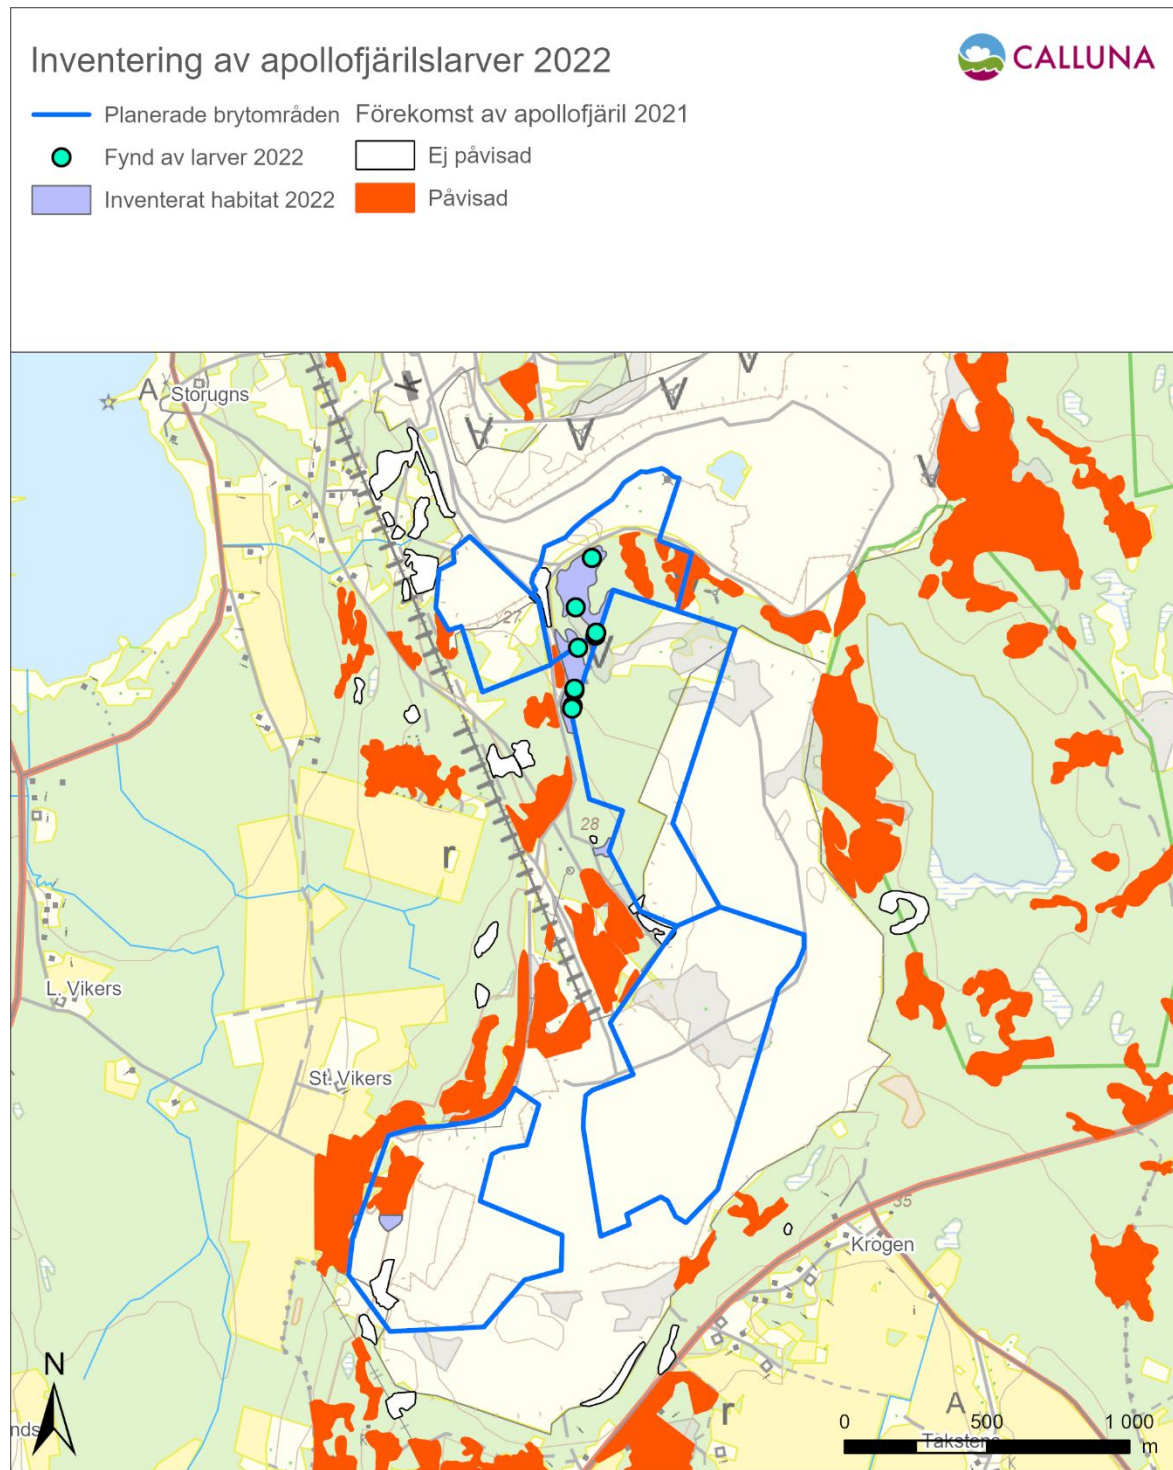 Inventering av apollofjärilslarver 2022
CALLUNA
Planerade brytområden
Förekomst av apollofjäril 2021
Fynd av larver 2022
Ej påvisad
Inventerat habitat 2022
Påvisad
A
Storugns
27
28
r
L. Vikers
St. Vikers
35
Krogen
N
A
r
Takstens
0
500
1 000
m